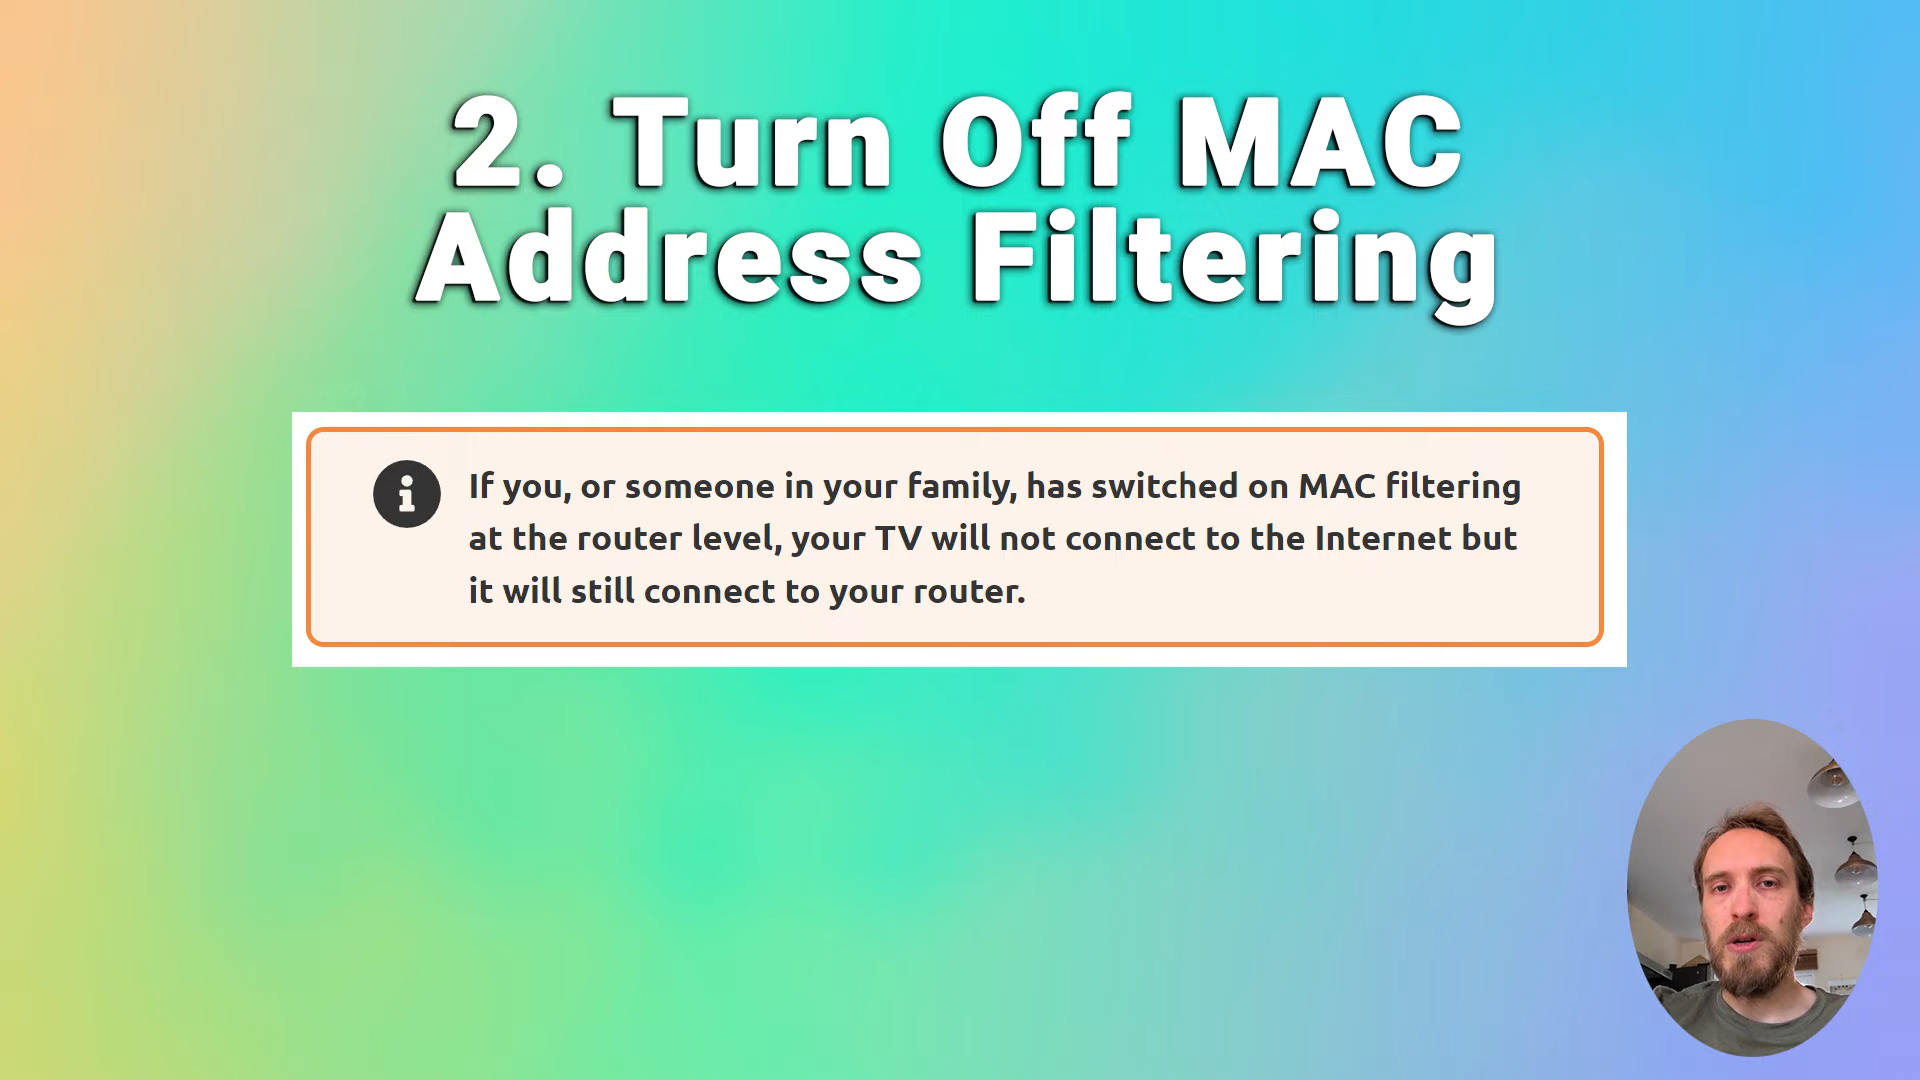 2. Turn Off MAC
Address Filtering
If you, or someone in your family, has switched on MAC filtering
at the router level, your TV will not connect to the Internet but
it will still connect to your router.